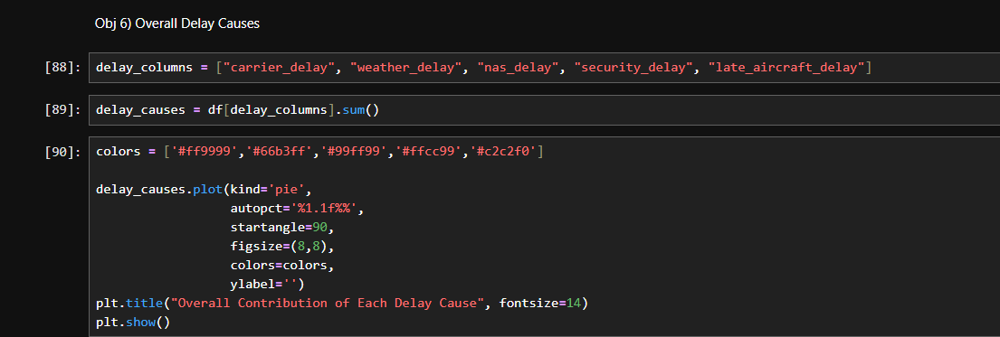 Obj 6) Overall Delay Causes
[88]: delay_columns = ["carrier_delay", "weather_delay", "nas_delay", "security_delay", "late_aircraft_delay"]
[89]: delay_causes = df[delay_columns].sum()
[90]: colors = ['#ff9999','#66b3ff','#99ff99','#ffcc99','#c2c2f0']
delay_causes.plot(kind='pie',
autopct='%1.1f%%',
startangle=90,
figsize=(8,8),
colors=colors,
ylabel='')
plt.title("Overall Contribution of Each Delay Cause", fontsize=14)
plt.show()